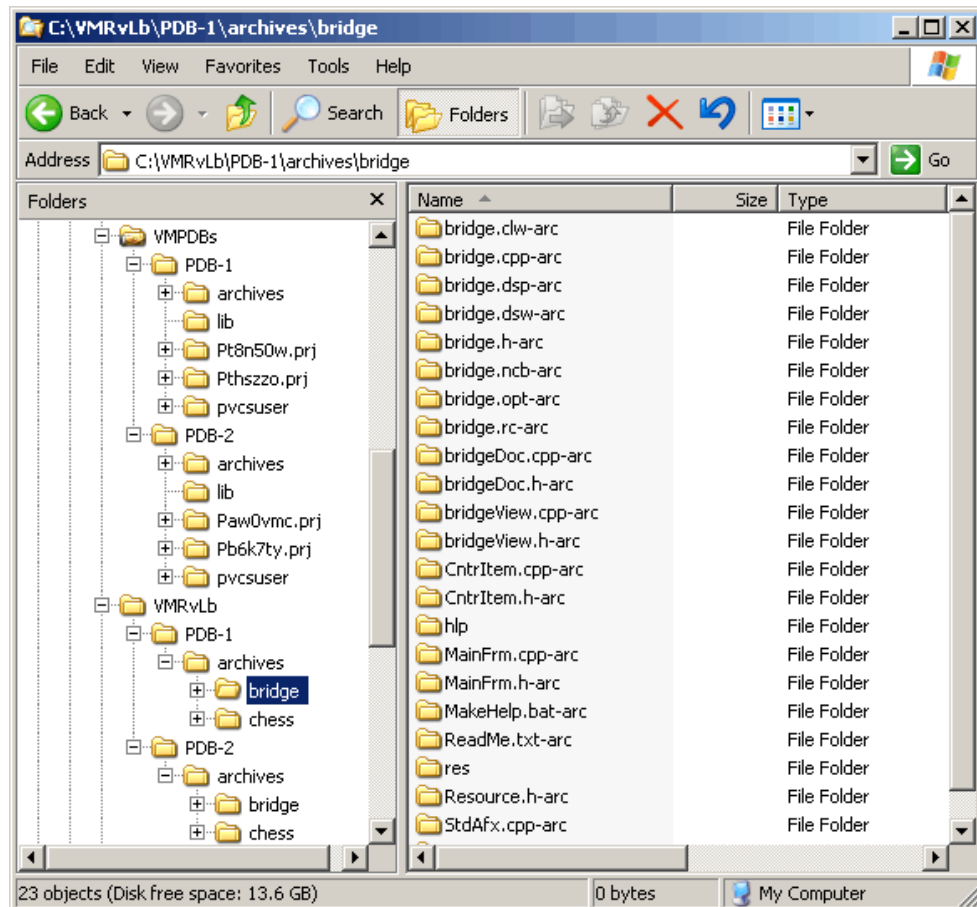 C:\VMRvLb\PDB-1\archives\bridge
File Edit View Favorites Tools Help
Back Search Folders
Address C:\VMRvLb\PDB-1\archives\bridge Go
Folders
VMPDBs
PDB-1
archives
lib
Pt8n50w.prj
Pthszzo.prj
pvcsuser
PDB-2
archives
lib
Paw0vmc.prj
Pb6k7ty.prj
pvcsuser
VMRvLb
PDB-1
archives
bridge
chess
PDB-2
archives
bridge
chess
Name Size Type
bridge.clw-arc File Folder
bridge.cpp-arc File Folder
bridge.dsp-arc File Folder
bridge.dsw-arc File Folder
bridge.h-arc File Folder
bridge.ncb-arc File Folder
bridge.opt-arc File Folder
bridge.rc-arc File Folder
bridgeDoc.cpp-arc File Folder
bridgeDoc.h-arc File Folder
bridgeView.cpp-arc File Folder
bridgeView.h-arc File Folder
CntrItem.cpp-arc File Folder
CntrItem.h-arc File Folder
hlp File Folder
MainFrm.cpp-arc File Folder
MainFrm.h-arc File Folder
MakeHelp.bat-arc File Folder
ReadMe.txt-arc File Folder
res File Folder
Resource.h-arc File Folder
StdAfx.cpp-arc File Folder
23 objects (Disk free space: 13.6 GB) 0 bytes My Computer